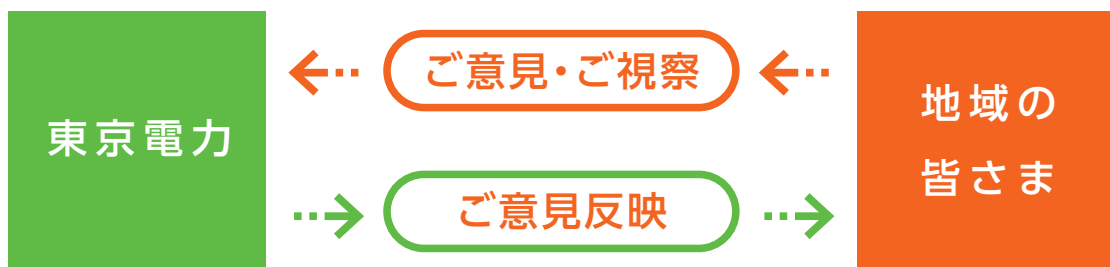 東京電力
ご意見・ご視察
ご意見反映
地域の
皆さま